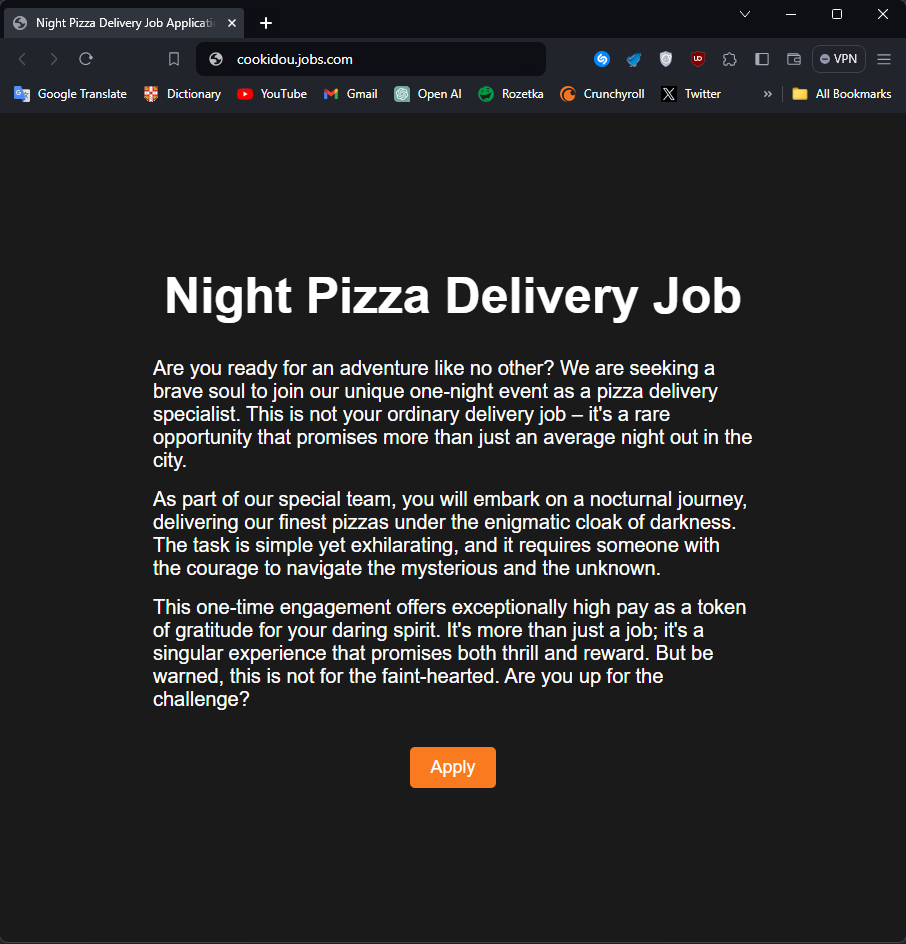 Night Pizza Delivery Job Applicati
cookidou.jobs.com
VPN
Google Translate
Dictionary
YouTube
Gmail
Open AI
Rozetka
Crunchyroll
Twitter
All Bookmarks
Night Pizza Delivery Job
Are you ready for an adventure like no other? We are seeking a
brave soul to join our unique one-night event as a pizza delivery
specialist. This is not your ordinary delivery job – it's a rare
opportunity that promises more than just an average night out in the
city.
As part of our special team, you will embark on a nocturnal journey,
delivering our finest pizzas under the enigmatic cloak of darkness.
The task is simple yet exhilarating, and it requires someone with
the courage to navigate the mysterious and the unknown.
This one-time engagement offers exceptionally high pay as a token
of gratitude for your daring spirit. It's more than just a job; it's a
singular experience that promises both thrill and reward. But be
warned, this is not for the faint-hearted. Are you up for the
challenge?
Apply